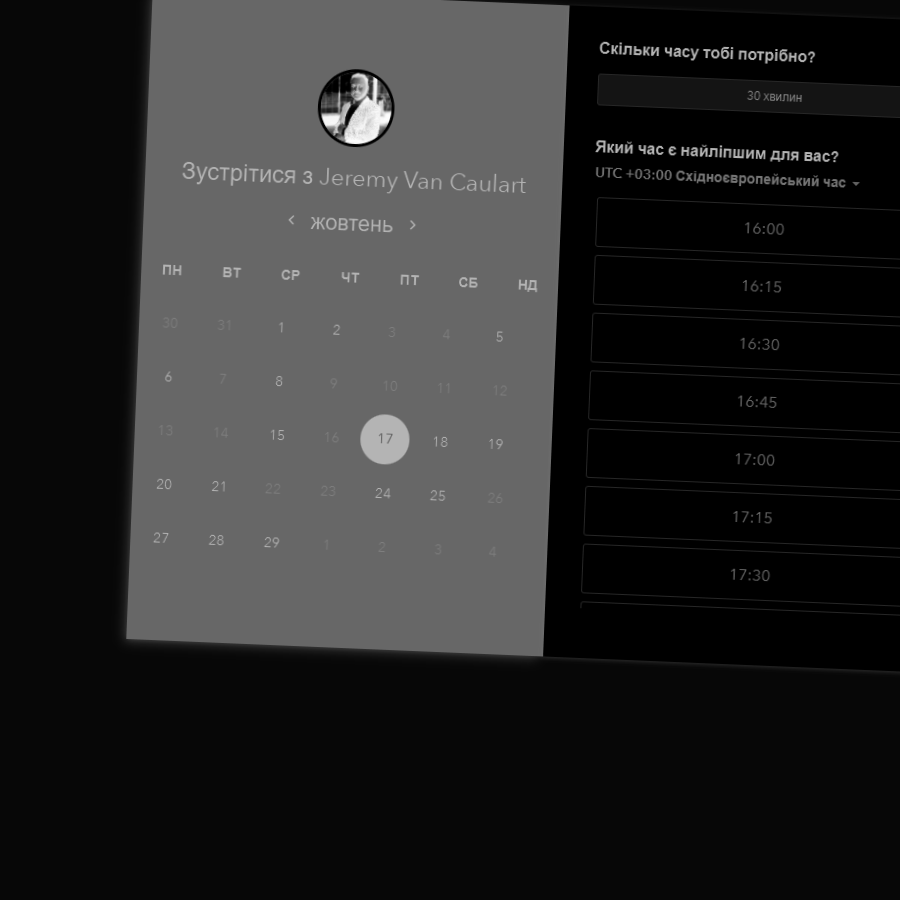 Зустрітися з Jeremy Van Caulart
жовтень
ПН ВТ СР ЧТ ПТ СБ НД
30 31 1 2 3 4 5
6 7 8 9 10 11 12
13 14 15 16 17 18 19
20 21 22 23 24 25 26
27 28 29 1 2 3 4
Скільки часу тобі потрібно?
30 хвилин
Який час є найліпшим для вас?
UTC +03:00 Східноєвропейський час
16:00
16:15
16:30
16:45
17:00
17:15
17:30